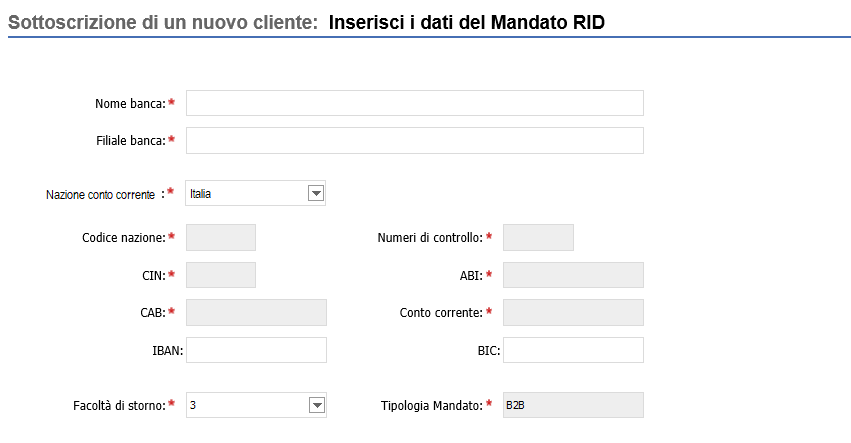 Sottoscrizione di un nuovo cliente: Inserisci i dati del Mandato RID
Nome banca:*
Filiale banca:*
Nazione conto corrente :* Italia
Codice nazione:* Numeri di controllo:*
CIN:* ABI:*
CAB:* Conto corrente:*
IBAN: BIC:
Facoltà di storno:* 3 Tipologia Mandato:* B2B